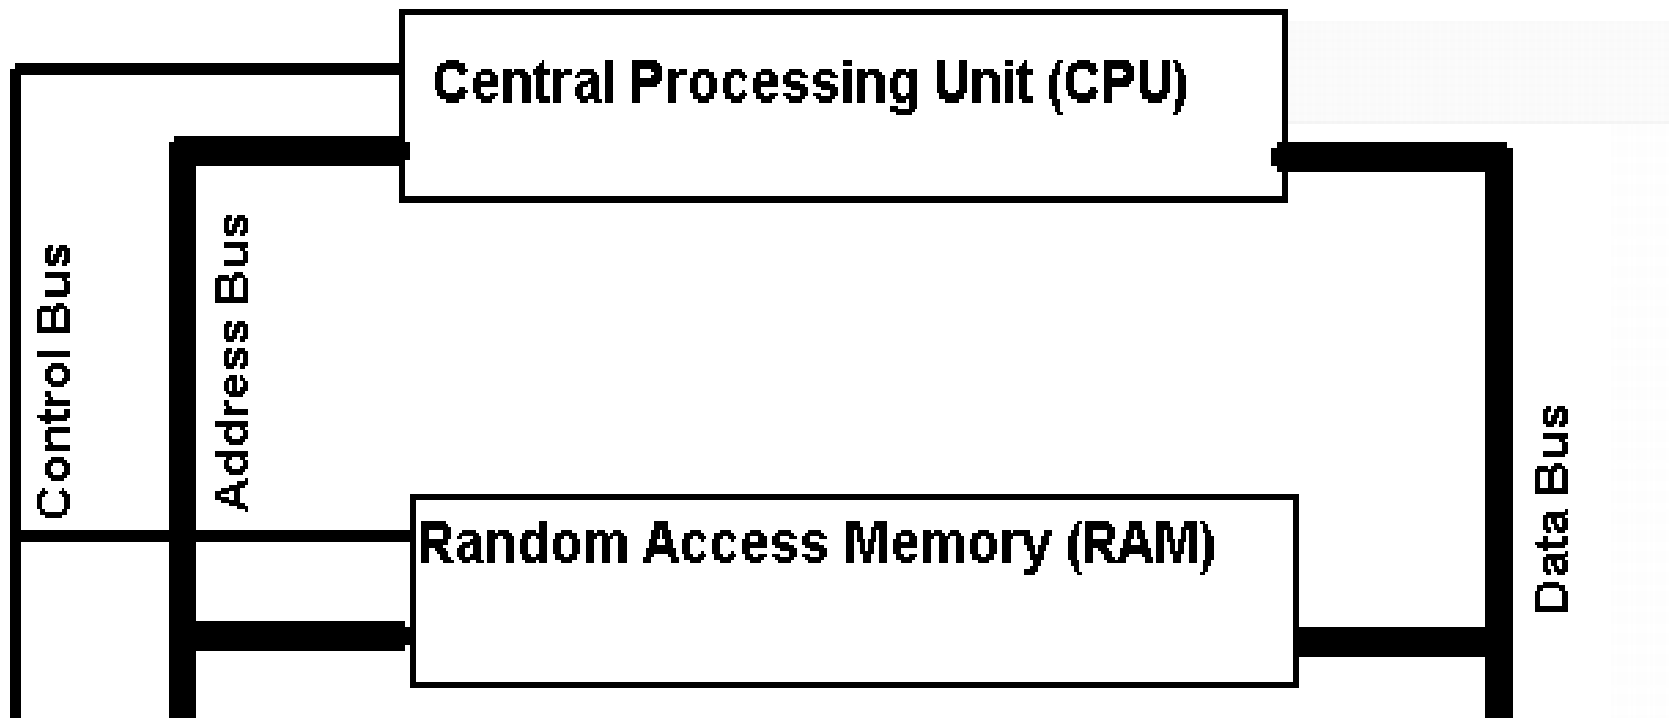 Central Processing Unit (CPU)
Control Bus
Address Bus
Data Bus
Random Access Memory (RAM)